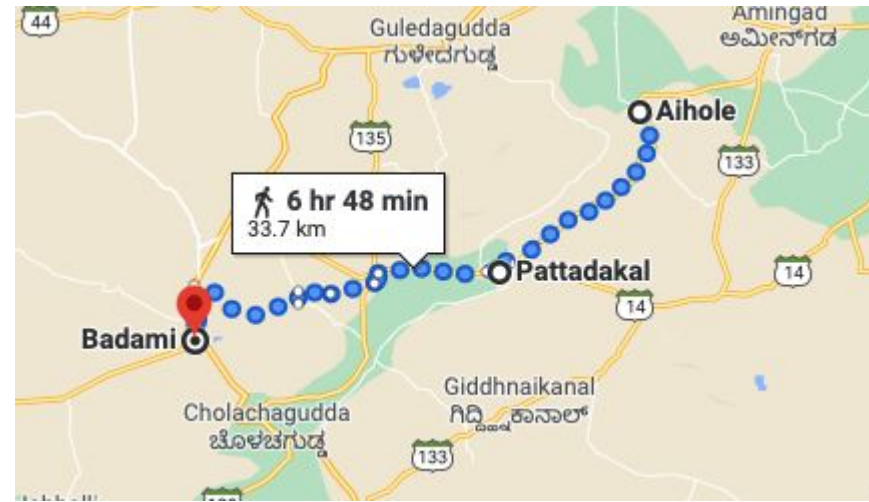 44
Guledagudda
ಗುಳೇದಗುಡ್ಡ
Amingad
ಅಮೀನ್‌ಗಡ
Aihole
135
133
6 hr 48 min
33.7 km
Pattadakal
14
14
Badami
Giddhnaikanal
Cholachagudda
ಚೊಳಚಗುಡ್ಡ
133